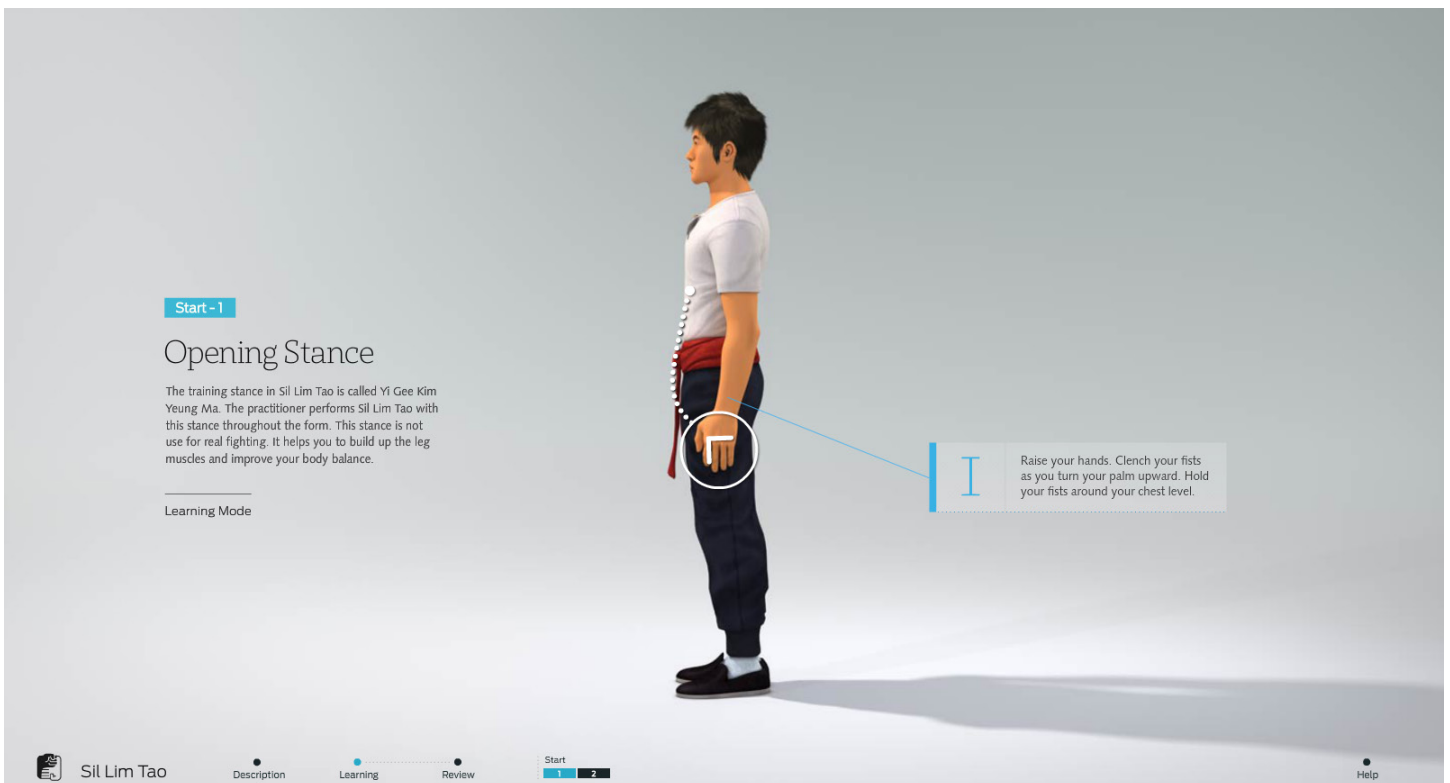 Start - 1
Opening Stance
The training stance in Sil Lim Tao is called Yi Gee Kim
Yeung Ma. The practitioner performs Sil Lim Tao with
this stance throughout the form. This stance is not
use for real fighting. It helps you to build up the leg
muscles and improve your body balance.
Learning Mode
Raise your hands. Clench your fists
as you turn your palm upward. Hold
your fists around your chest level.
Sil Lim Tao
Description
Learning
Review
Start
1 2
Help